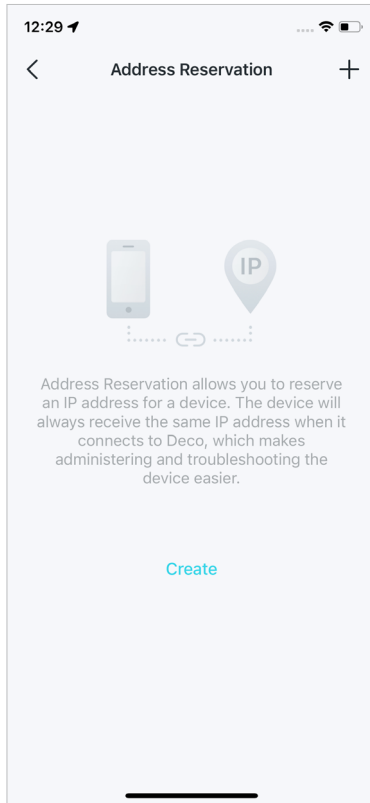 12:29
Address Reservation
IP
Address Reservation allows you to reserve
an IP address for a device. The device will
always receive the same IP address when it
connects to Deco, which makes
administering and troubleshooting the
device easier.
Create